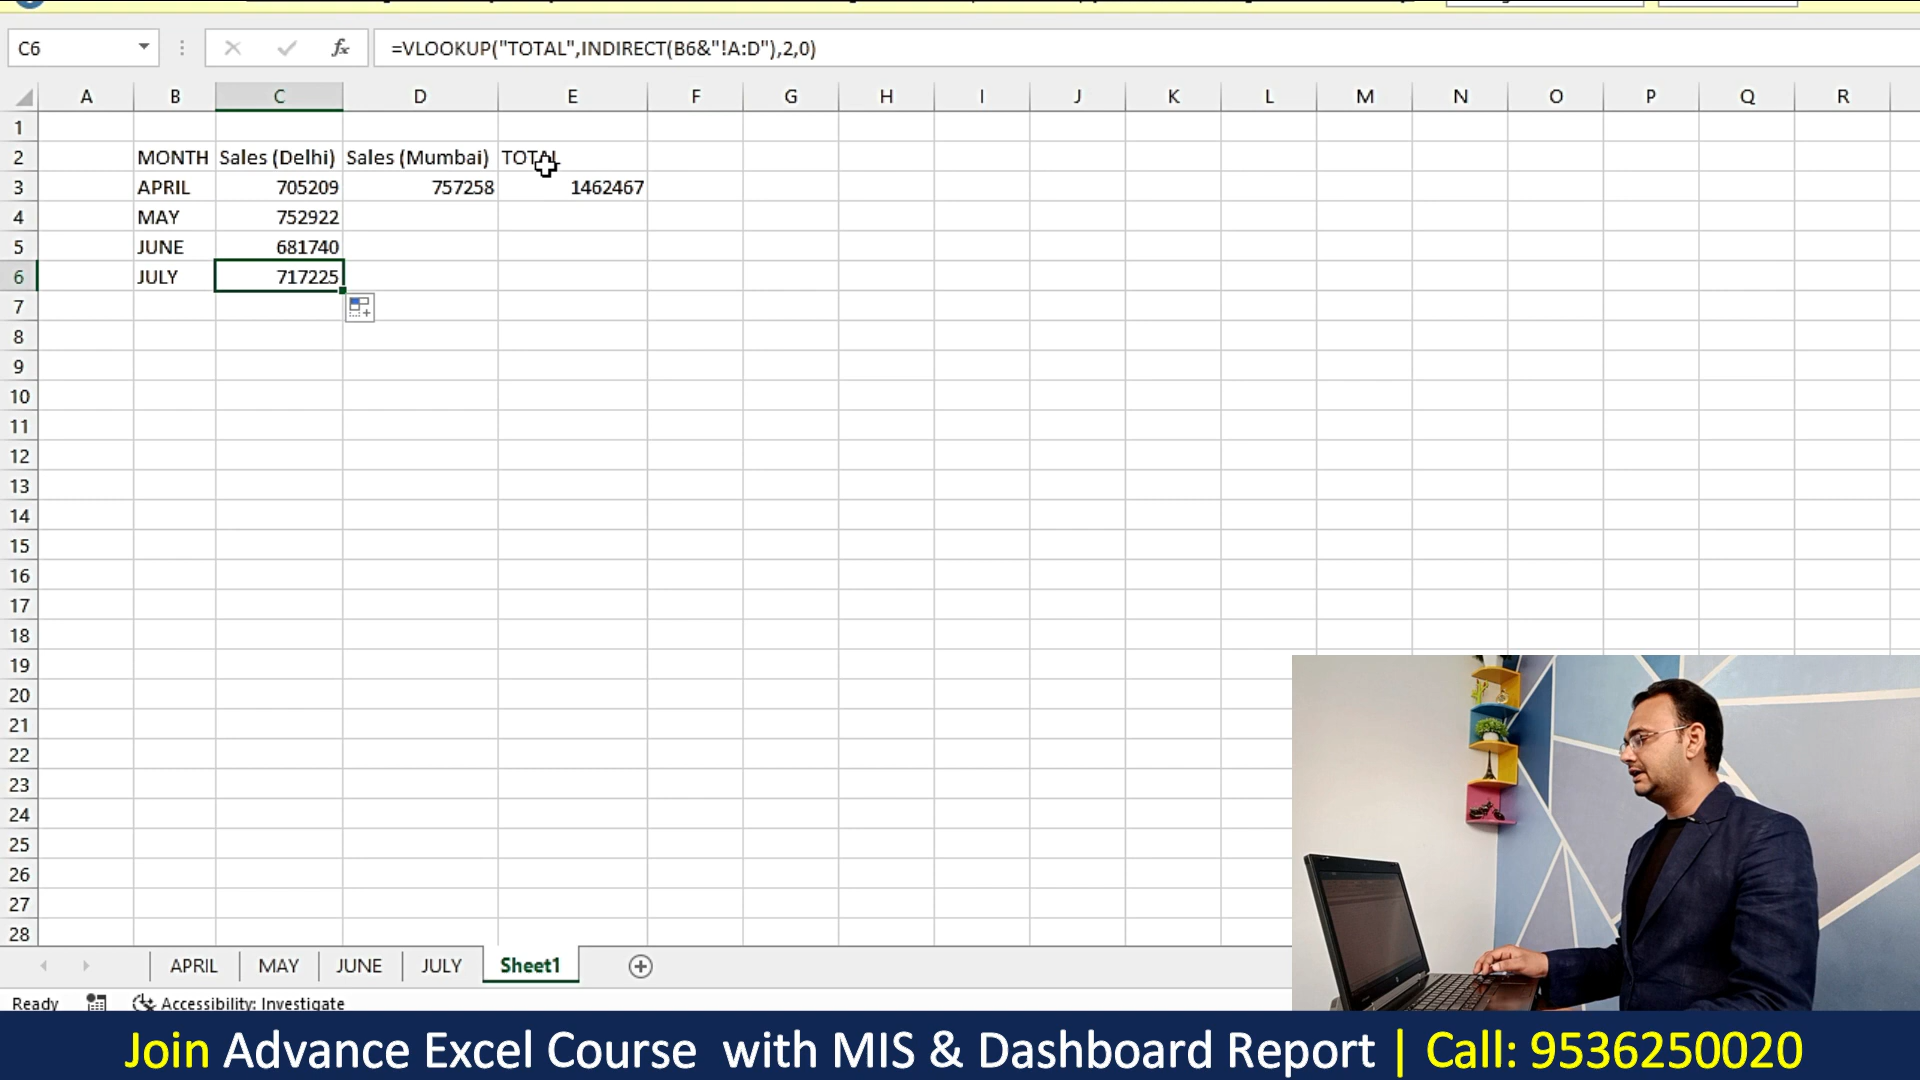 C6 fx =VLOOKUP("TOTAL",INDIRECT(B6&"!A:D"),2,0)
A B C D E F G H I J K L M N O P Q R
1
2 MONTH Sales (Delhi) Sales (Mumbai) TOTAL
3 APRIL 705209 757258 1462467
4 MAY 752922
5 JUNE 681740
6 JULY 717225
7
8
9
10
11
12
13
14
15
16
17
18
19
20
21
22
23
24
25
26
27
28
APRIL MAY JUNE JULY Sheet1
Ready Accessibility: Investigate
Join Advance Excel Course with MIS & Dashboard Report | Call: 9536250020